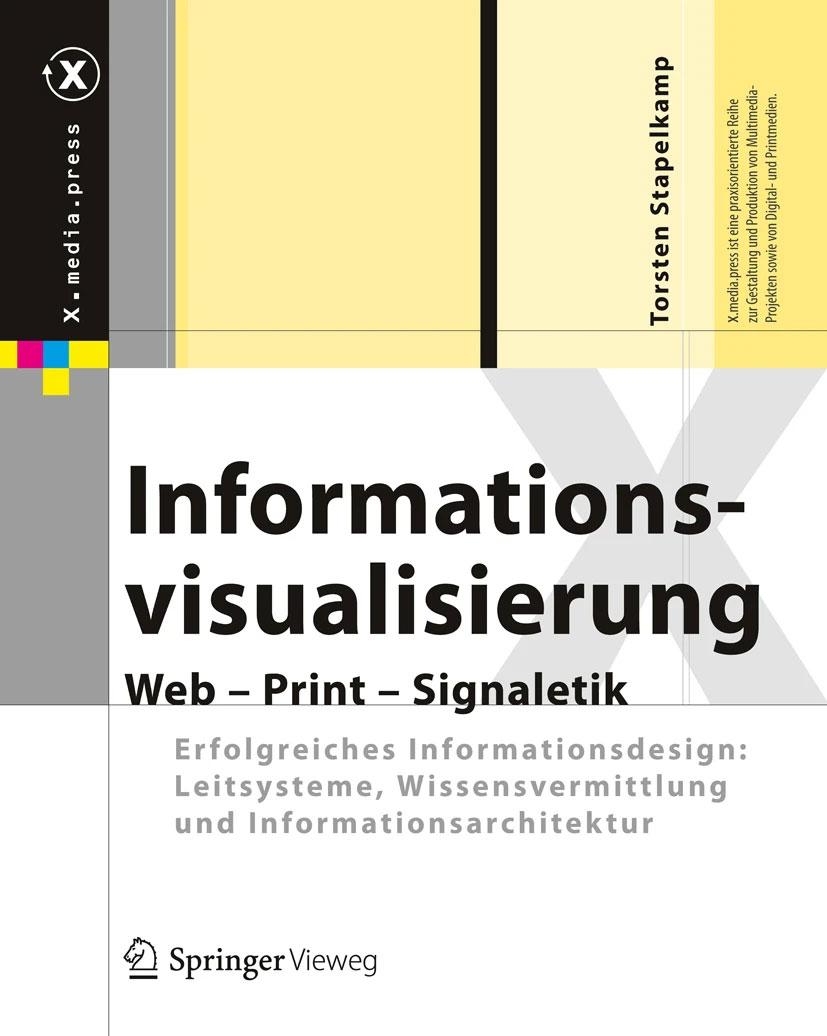 X
X.media.press
Torsten Stapelkamp
X.media.press ist eine praxisorientierte Reihe
zur Gestaltung und Produktion von Multimedia-
Projekten sowie von Digital- und Printmedien.
X
Informations-
visualisierung
Web – Print – Signaletik
Erfolgreiches Informationsdesign:
Leitsysteme, Wissensvermittlung
und Informationsarchitektur
Springer Vieweg